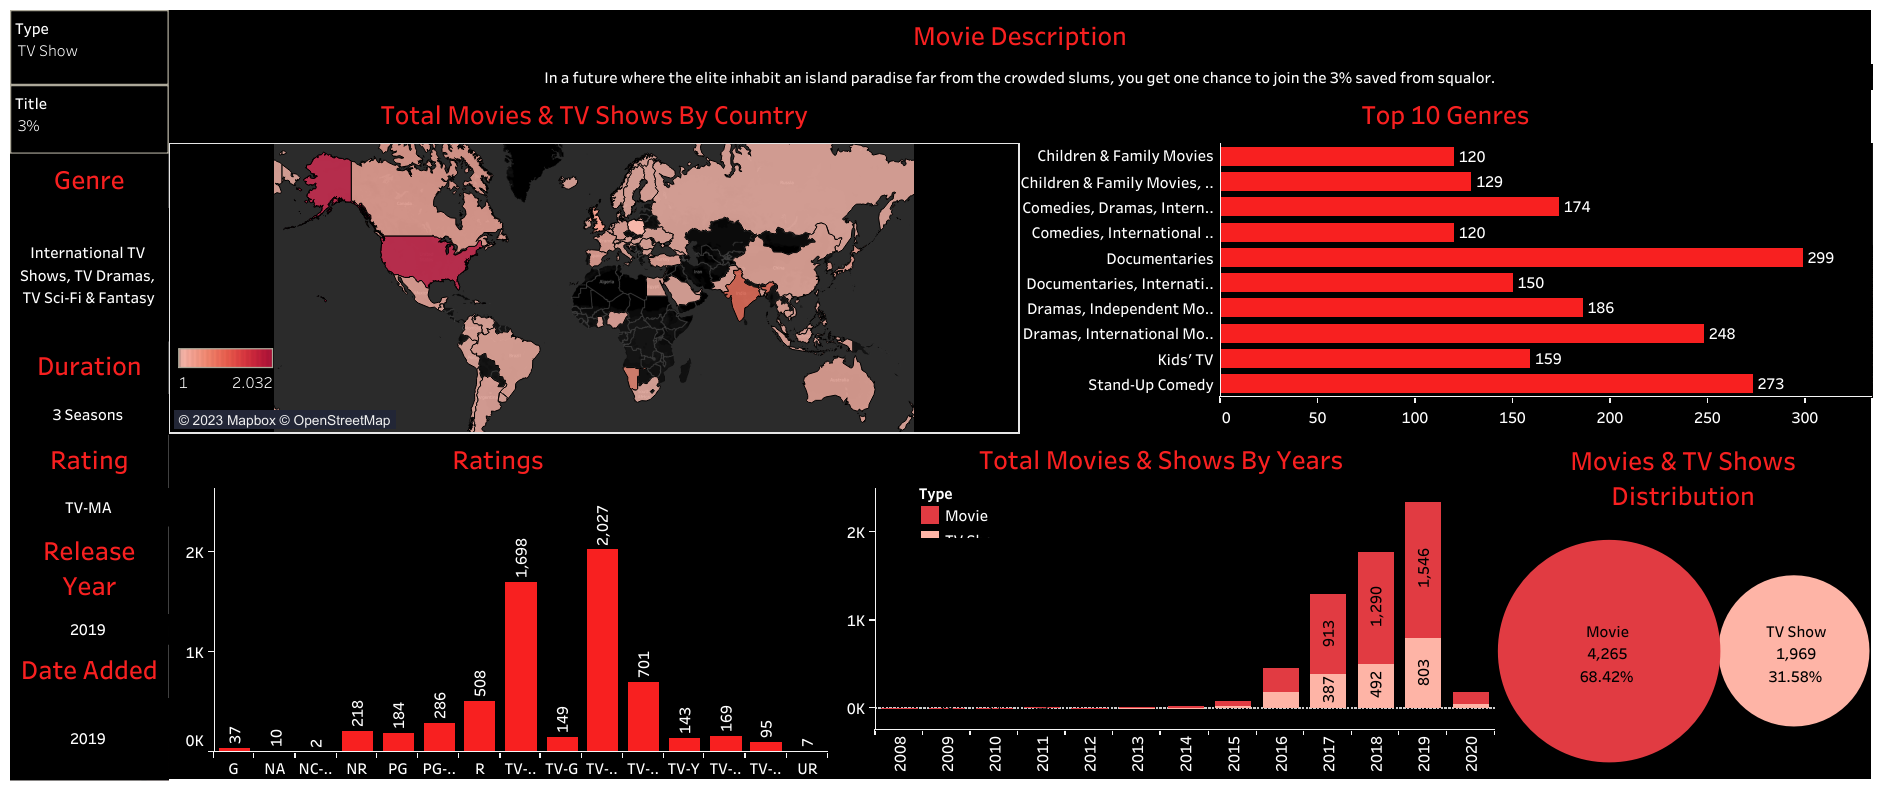 Type
TV Show
Title
3%
Genre
International TV
Shows, TV Dramas,
TV Sci-Fi & Fantasy
Duration
3 Seasons
Rating
TV-MA
Release
Year
2019
Date Added
2019
Movie Description
In a future where the elite inhabit an island paradise far from the crowded slums, you get one chance to join the 3% saved from squalor.
Total Movies & TV Shows By Country
1 2.032
© 2023 Mapbox © OpenStreetMap
Top 10 Genres
Children & Family Movies 120
Children & Family Movies, .. 129
Comedies, Dramas, Intern.. 174
Comedies, International .. 120
Documentaries 299
Documentaries, Internati.. 150
Dramas, Independent Mo.. 186
Dramas, International Mo.. 248
Kids' TV 159
Stand-Up Comedy 273
0 50 100 150 200 250 300
Ratings
2K
1K
0K
37 10 2 218 184 286 508 1,698 149 2,027 701 143 169 95 7
G NA NC-.. NR PG PG-.. R TV-.. TV-G TV-.. TV-.. TV-Y TV-.. TV-.. UR
Total Movies & Shows By Years
Type
Movie
2K
1K
0K
913 1,290 1,546
387 492 803
2008 2009 2010 2011 2012 2013 2014 2015 2016 2017 2018 2019 2020
Movies & TV Shows
Distribution
Movie
4,265
68.42%
TV Show
1,969
31.58%